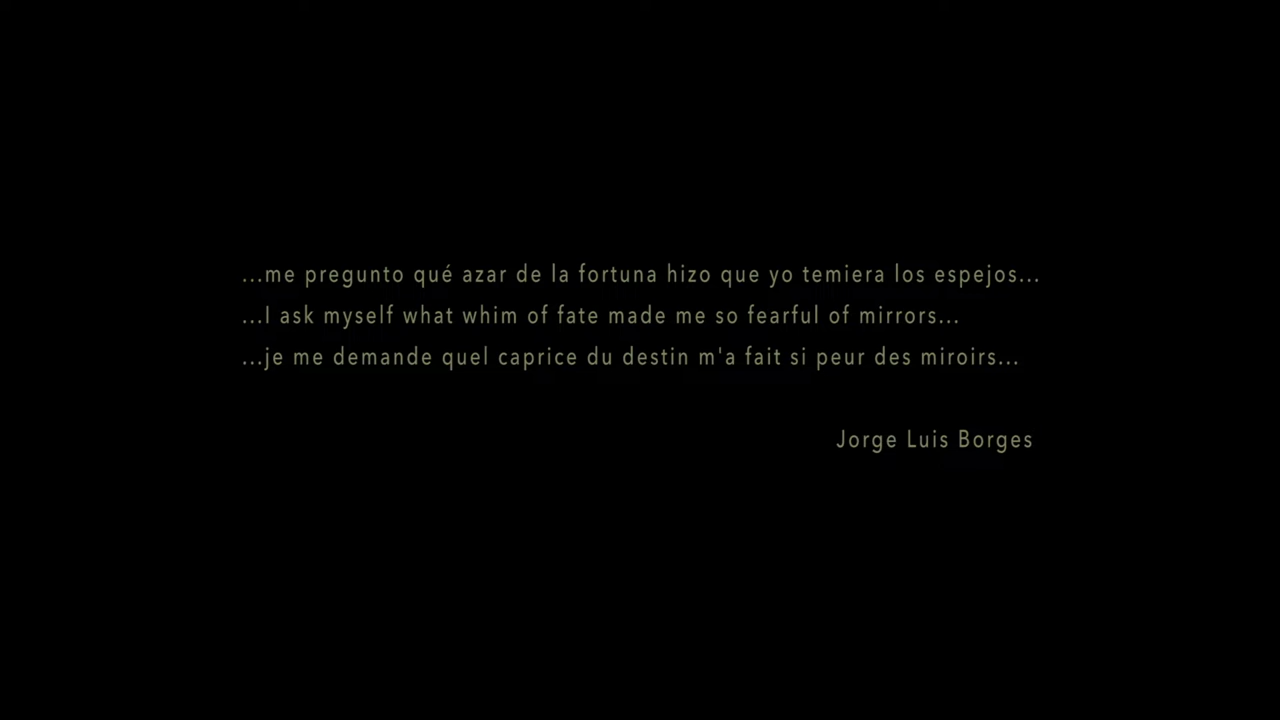 ...me pregunto qué azar de la fortuna hizo que yo temiera los espejos...
...I ask myself what whim of fate made me so fearful of mirrors...
...je me demande quel caprice du destin m'a fait si peur des miroirs...
Jorge Luis Borges